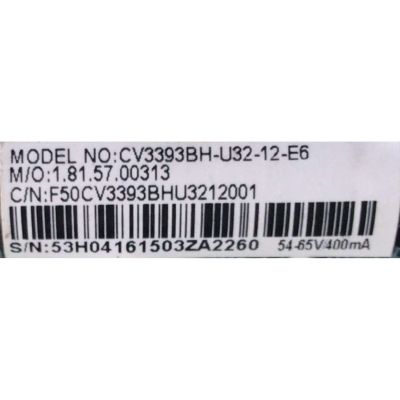 MODEL NO:CV3393BH-U32-12-E6
M/O:1.81.57.00313
C/N:F50CV3393BHU3212001
S/N:53H04161503ZA2260 54-65V/400mA